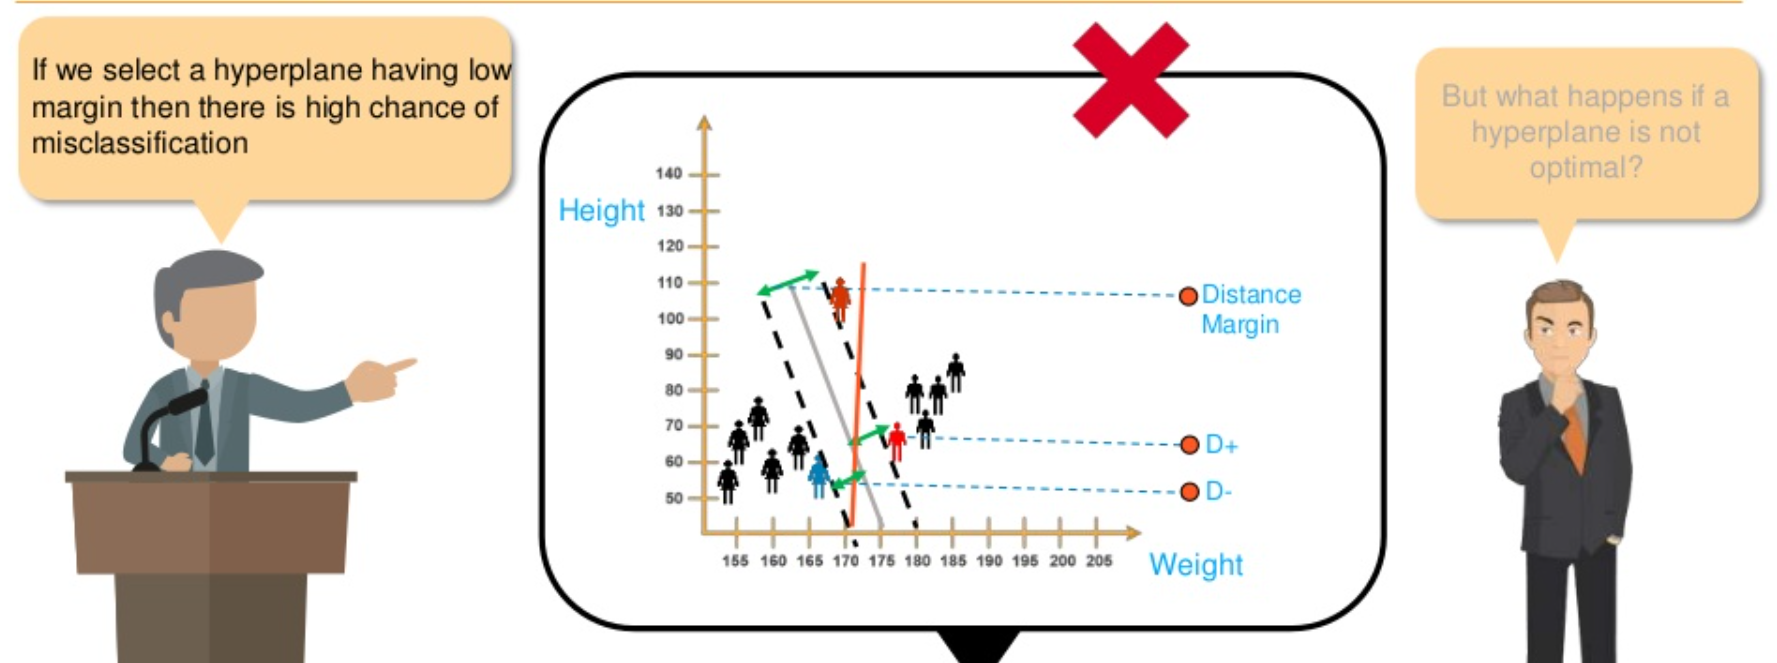 If we select a hyperplane having low
margin then there is high chance of
misclassification
But what happens if a
hyperplane is not
optimal?
Height
140
130
120
110
100
90
80
70
60
50
155 160 165 170 175 180 185 190 195 200 205
Weight
Distance
Margin
D+
D-